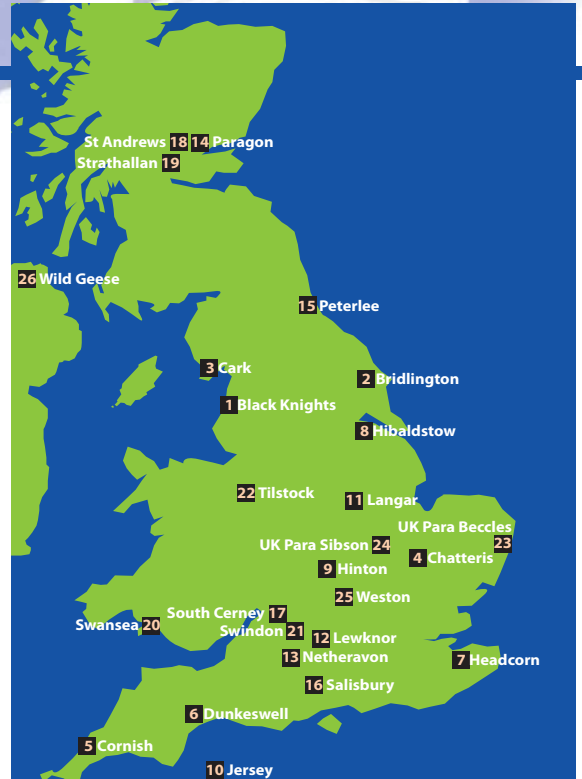 St Andrews 18 14 Paragon
Strathallan 19
26 Wild Geese
15 Peterlee
3 Cark
2 Bridlington
1 Black Knights
8 Hibaldstow
22 Tilstock
11 Langar
UK Para Beccles
23
UK Para Sibson 24
4 Chatteris
9 Hinton
25 Weston
South Cerney 17
Swansea 20
Swindon 21
12 Lewknor
13 Netheravon
7 Headcorn
16 Salisbury
6 Dunkeswell
5 Cornish
10 Jersey